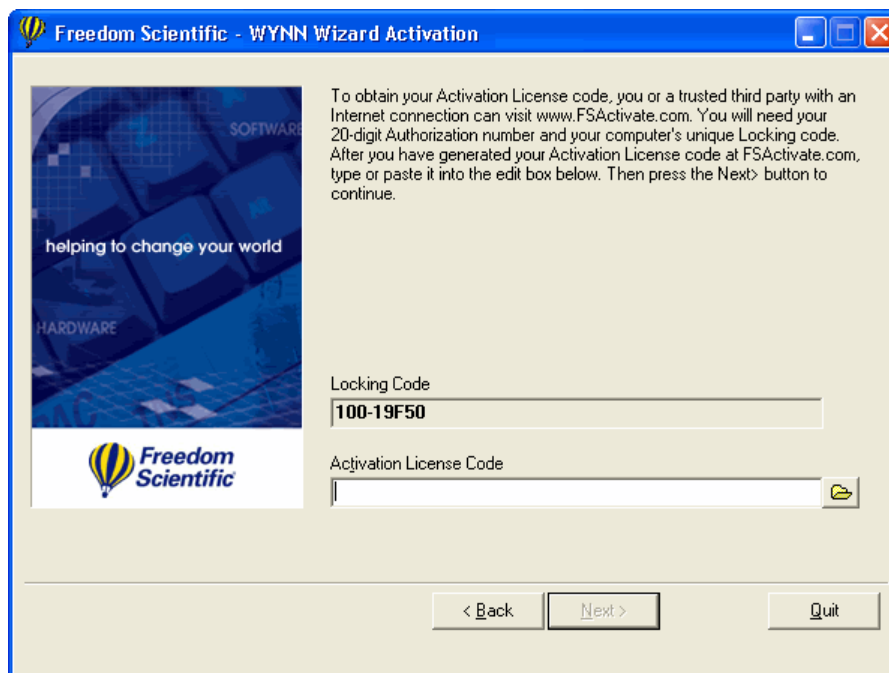 Freedom Scientific - WYNN Wizard Activation
SOFTWARE
helping to change your world
HARDWARE
Freedom
Scientific
To obtain your Activation License code, you or a trusted third party with an
Internet connection can visit www.FSActivate.com. You will need your
20-digit Authorization number and your computer's unique Locking code.
After you have generated your Activation License code at FSActivate.com,
type or paste it into the edit box below. Then press the Next> button to
continue.
Locking Code
100-19F50
Activation License Code
< Back
Next >
Quit